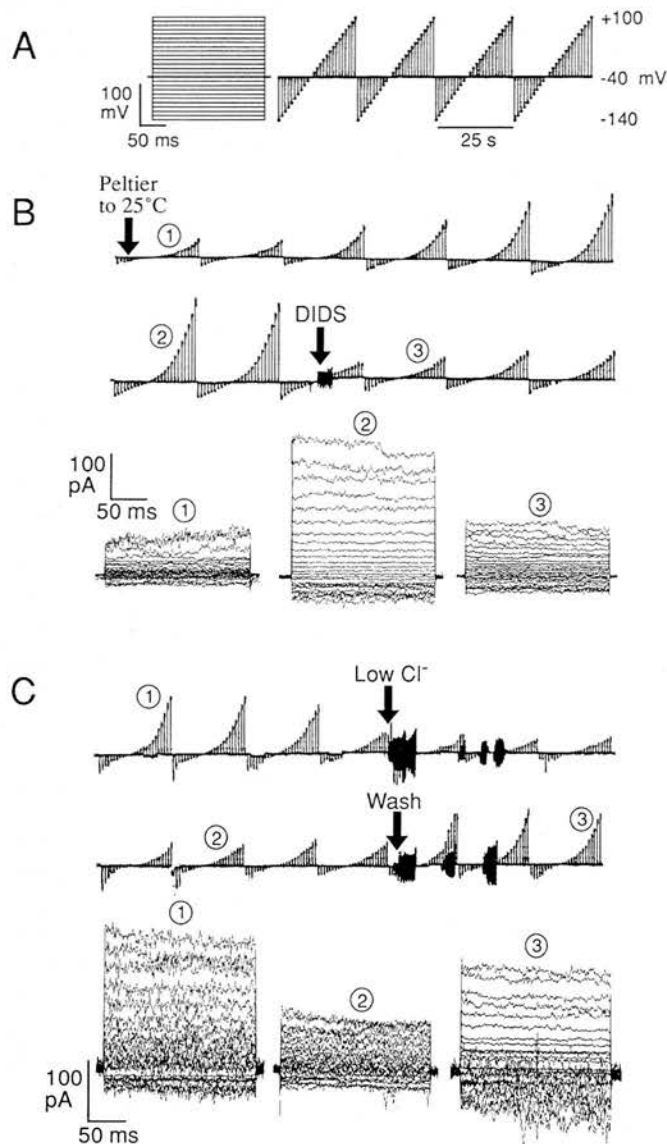 A
100
mV
50 ms
25 s
+100
-40 mV
-140
B
Peltier
to 25°C
①
②
DIDS
③
100
pA
50 ms
①
②
③
C
①
Low Cl⁻
②
Wash
③
①
②
③
100
pA
50 ms